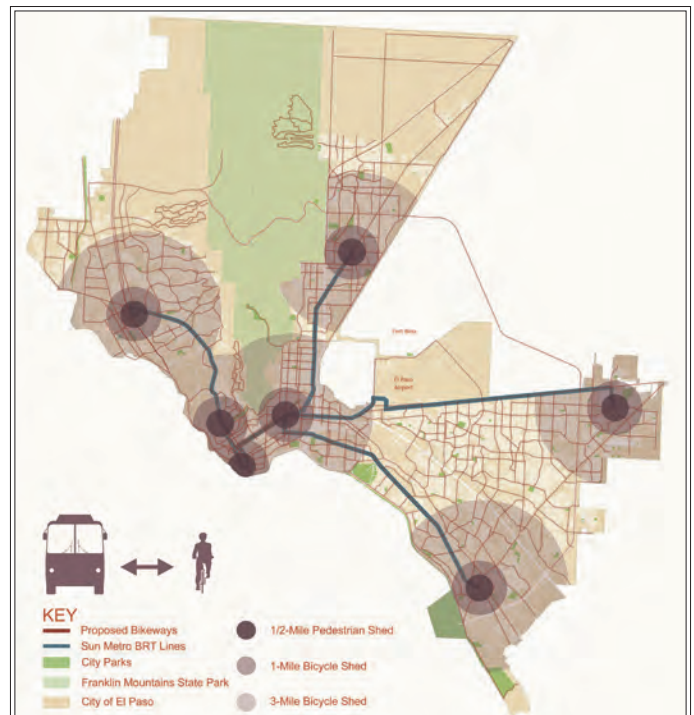 Fort Bliss
El Paso
Airport
KEY
Proposed Bikeways
Sun Metro BRT Lines
City Parks
Franklin Mountains State Park
City of El Paso
1/2-Mile Pedestrian Shed
1-Mile Bicycle Shed
3-Mile Bicycle Shed